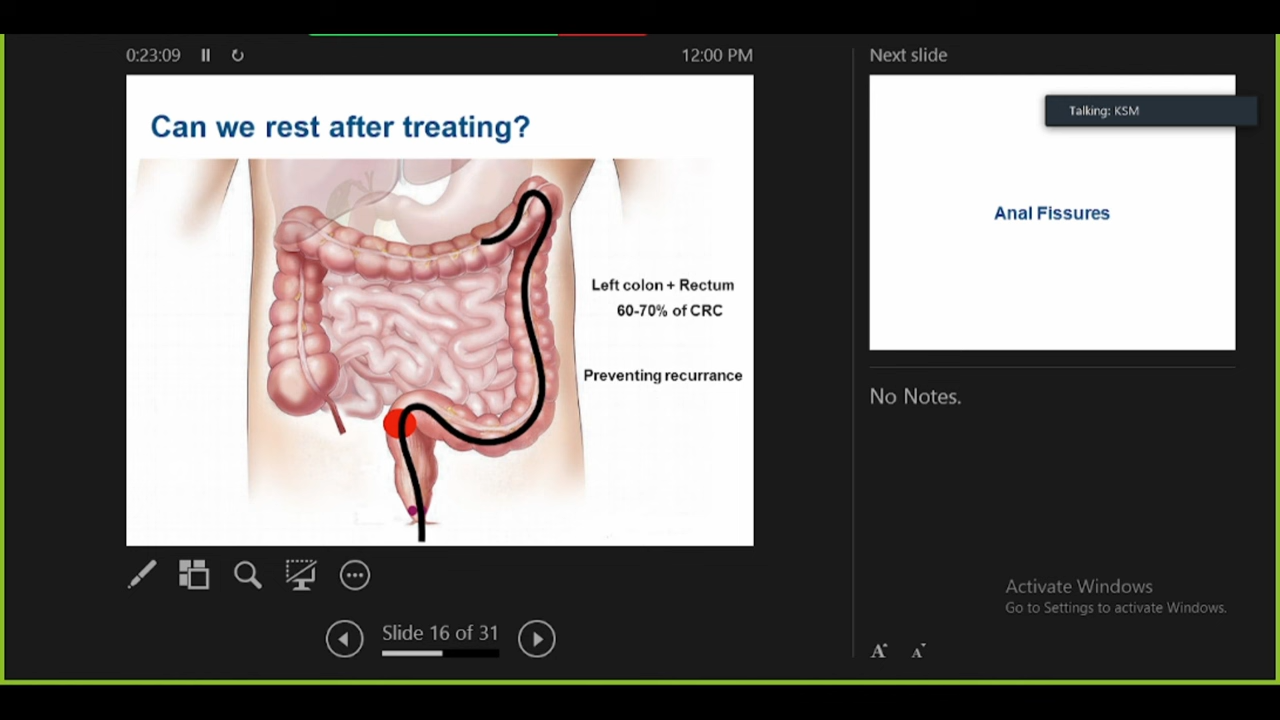 0:23:09
12:00 PM
Next slide
Can we rest after treating?
Left colon + Rectum
60-70% of CRC
Preventing recurrance
Talking: KSM
Anal Fissures
No Notes.
Activate Windows
Go to Settings to activate Windows.
Slide 16 of 31
A A